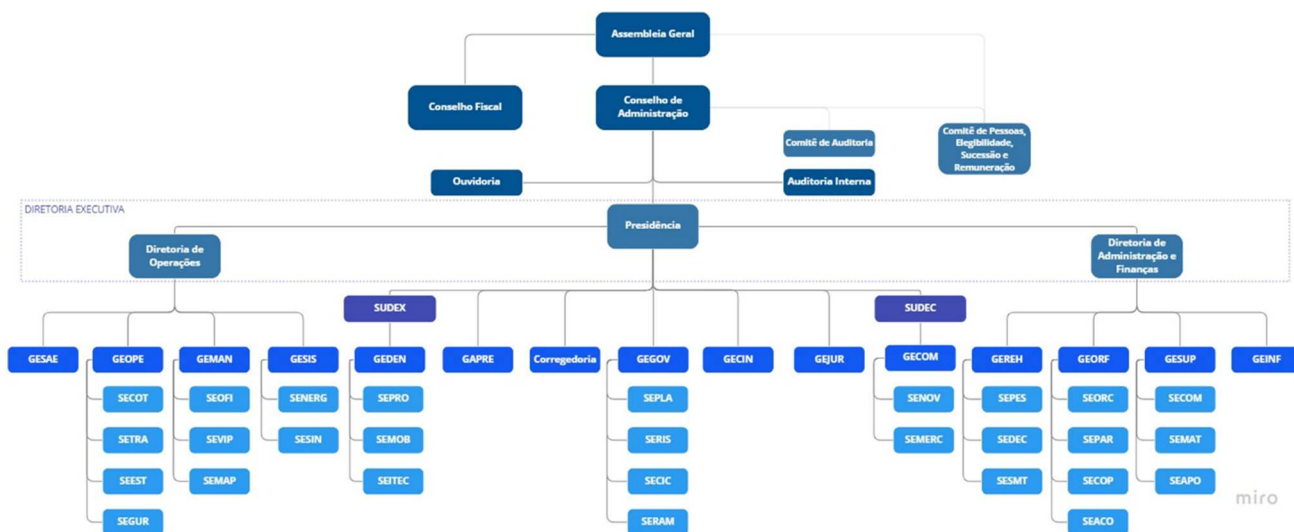 Assembleia Geral
Conselho Fiscal
Conselho de
Administração
Comitê de Auditoria
Comitê de Pessoas,
Elegibilidade,
Sucessão e
Remuneração
Ouvidoria
Auditoria Interna
DIRETORIA EXECUTIVA
Presidência
Diretoria de
Operações
Diretoria de
Administração e
Finanças
SUDEX
SUDEC
GESAE
GEOPE
GEMAN
GESIS
GEDEN
GAPRE
Corregedoria
GEGOV
GECIN
GEJUR
GECOM
GEREH
GEORF
GESUP
GEINF
SECOT
SEOFI
SENERG
SEPRO
SEPLA
SENOV
SEPES
SEORC
SECOM
SETRA
SEVIP
SESIN
SEMOB
SERIS
SEMERC
SEDEC
SEPAR
SEMAT
SEEST
SEMAP
SEITEC
SECIC
SESMT
SECOP
SEAPO
SEGUR
SERAM
SEACO
miro